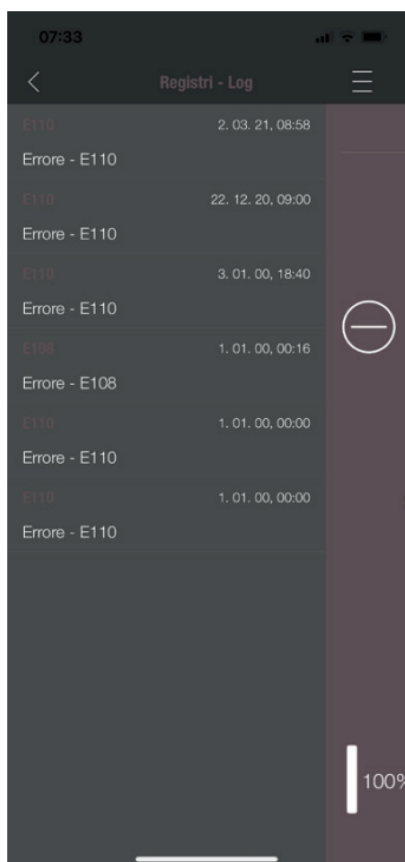 07:33
Registri - Log
E110 2. 03. 21, 08:58
Errore - E110
E110 22. 12. 20, 09:00
Errore - E110
E110 3. 01. 00, 18:40
Errore - E110
E108 1. 01. 00, 00:16
Errore - E108
E110 1. 01. 00, 00:00
Errore - E110
E110 1. 01. 00, 00:00
Errore - E110
100%